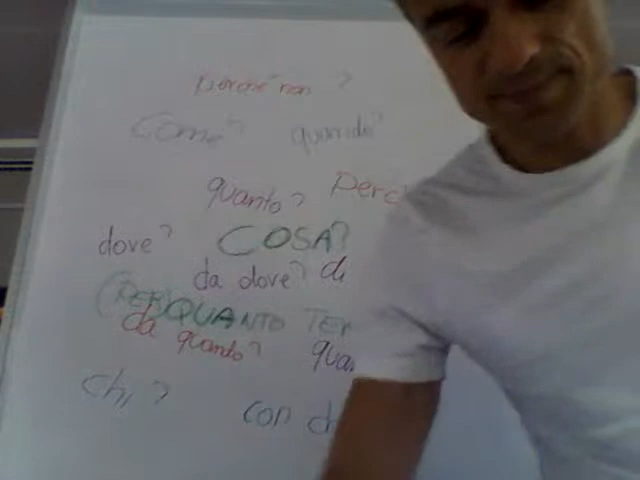 perché non ?
Come? quando?
quanto? Perc
dove? COSA?
da dove? di
(PER) QUANTO TEM
da quando? qua
Chi ?
con ch